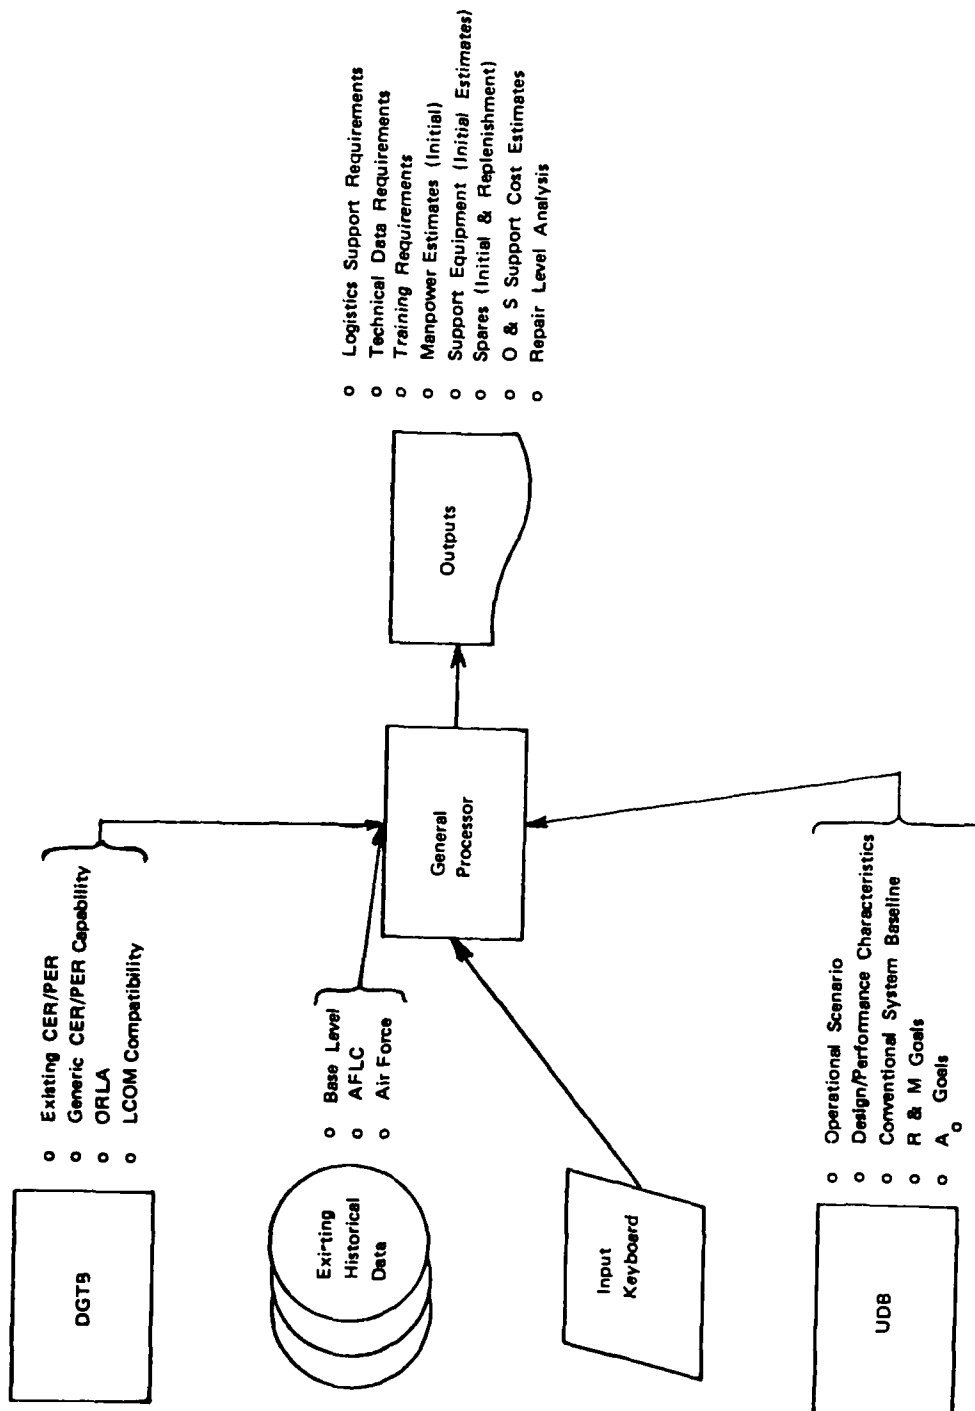 DGT9
o Existing CER/PER
o Generic CER/PER Capability
o ORLA
o LCOM Compatibility
Existing
Historical
Data
o Base Level
o AFLC
o Air Force
Input
Keyboard
UDB
o Operational Scenario
o Design/Performance Characteristics
o Conventional System Baseline
o R & M Goals
o Ao Goals
General
Processor
Outputs
o Logistics Support Requirements
o Technical Data Requirements
o Training Requirements
o Manpower Estimates (Initial)
o Support Equipment (Initial Estimates)
o Spares (Initial & Replenishment)
o O & S Support Cost Estimates
o Repair Level Analysis